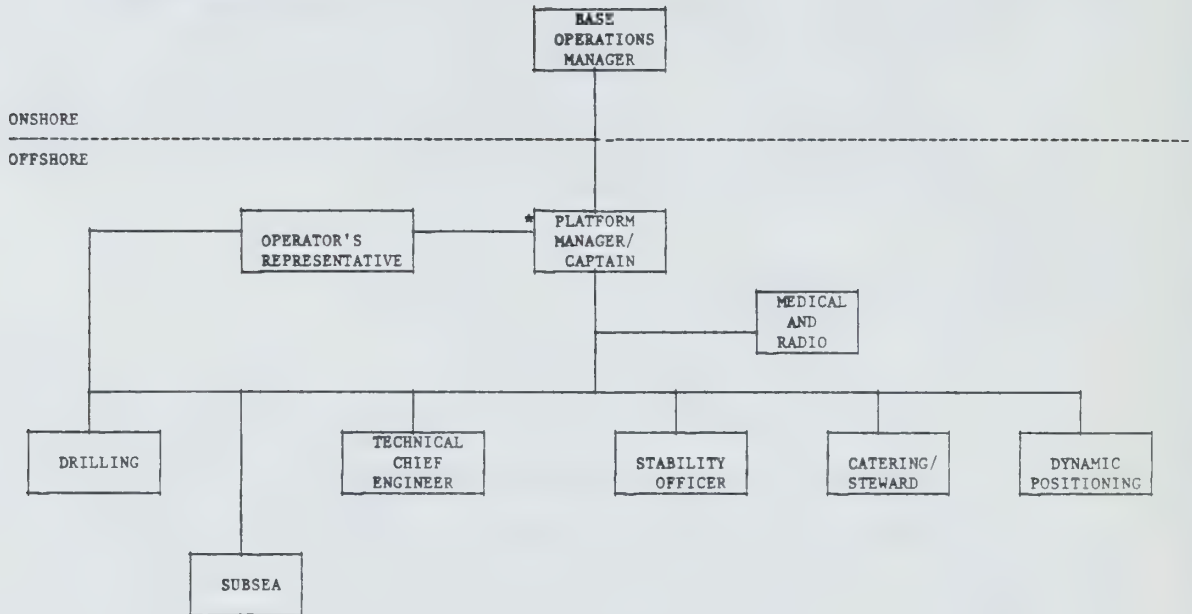 BASE
OPERATIONS
MANAGER
ONSHORE
OFFSHORE
OPERATOR'S
REPRESENTATIVE
* PLATFORM
MANAGER/
CAPTAIN
MEDICAL
AND
RADIO
DRILLING
TECHNICAL
CHIEF
ENGINEER
STABILITY
OFFICER
CATERING/
STEWARD
DYNAMIC
POSITIONING
SUBSEA